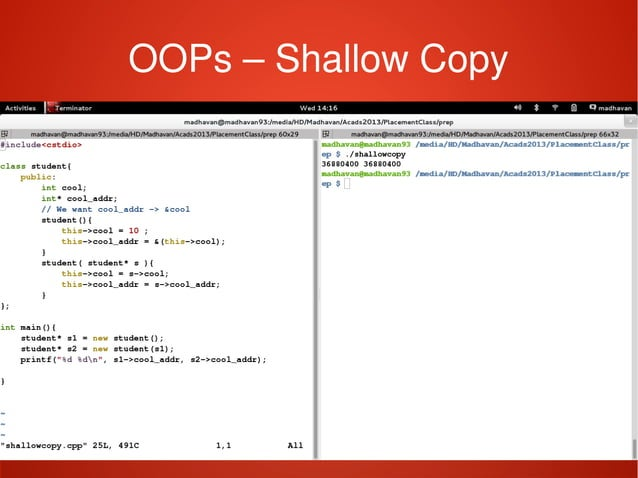 OOPs – Shallow Copy
Activities Terminator Wed 14:16 madhavan
madhavan@madhavan93:/media/HD/Madhavan/Acads2013/PlacementClass/prep
madhavan@madhavan93:/media/HD/Madhavan/Acads2013/PlacementClass/prep 60x29
#include<cstdio>
class student{
public:
int cool;
int* cool_addr;
// We want cool_addr -> &cool
student(){
this->cool = 10 ;
this->cool_addr = &(this->cool);
}
student( student* s ){
this->cool = s->cool;
this->cool_addr = s->cool_addr;
}
};
int main(){
student* s1 = new student();
student* s2 = new student(s1);
printf("%d %d\n", s1->cool_addr, s2->cool_addr);
}
~
~
~
"shallowcopy.cpp" 25L, 491C 1,1 All
madhavan@madhavan93:/media/HD/Madhavan/Acads2013/PlacementClass/prep 66x32
madhavan@madhavan93 /media/HD/Madhavan/Acads2013/PlacementClass/pr
ep $ ./shallowcopy
36880400 36880400
madhavan@madhavan93 /media/HD/Madhavan/Acads2013/PlacementClass/pr
ep $